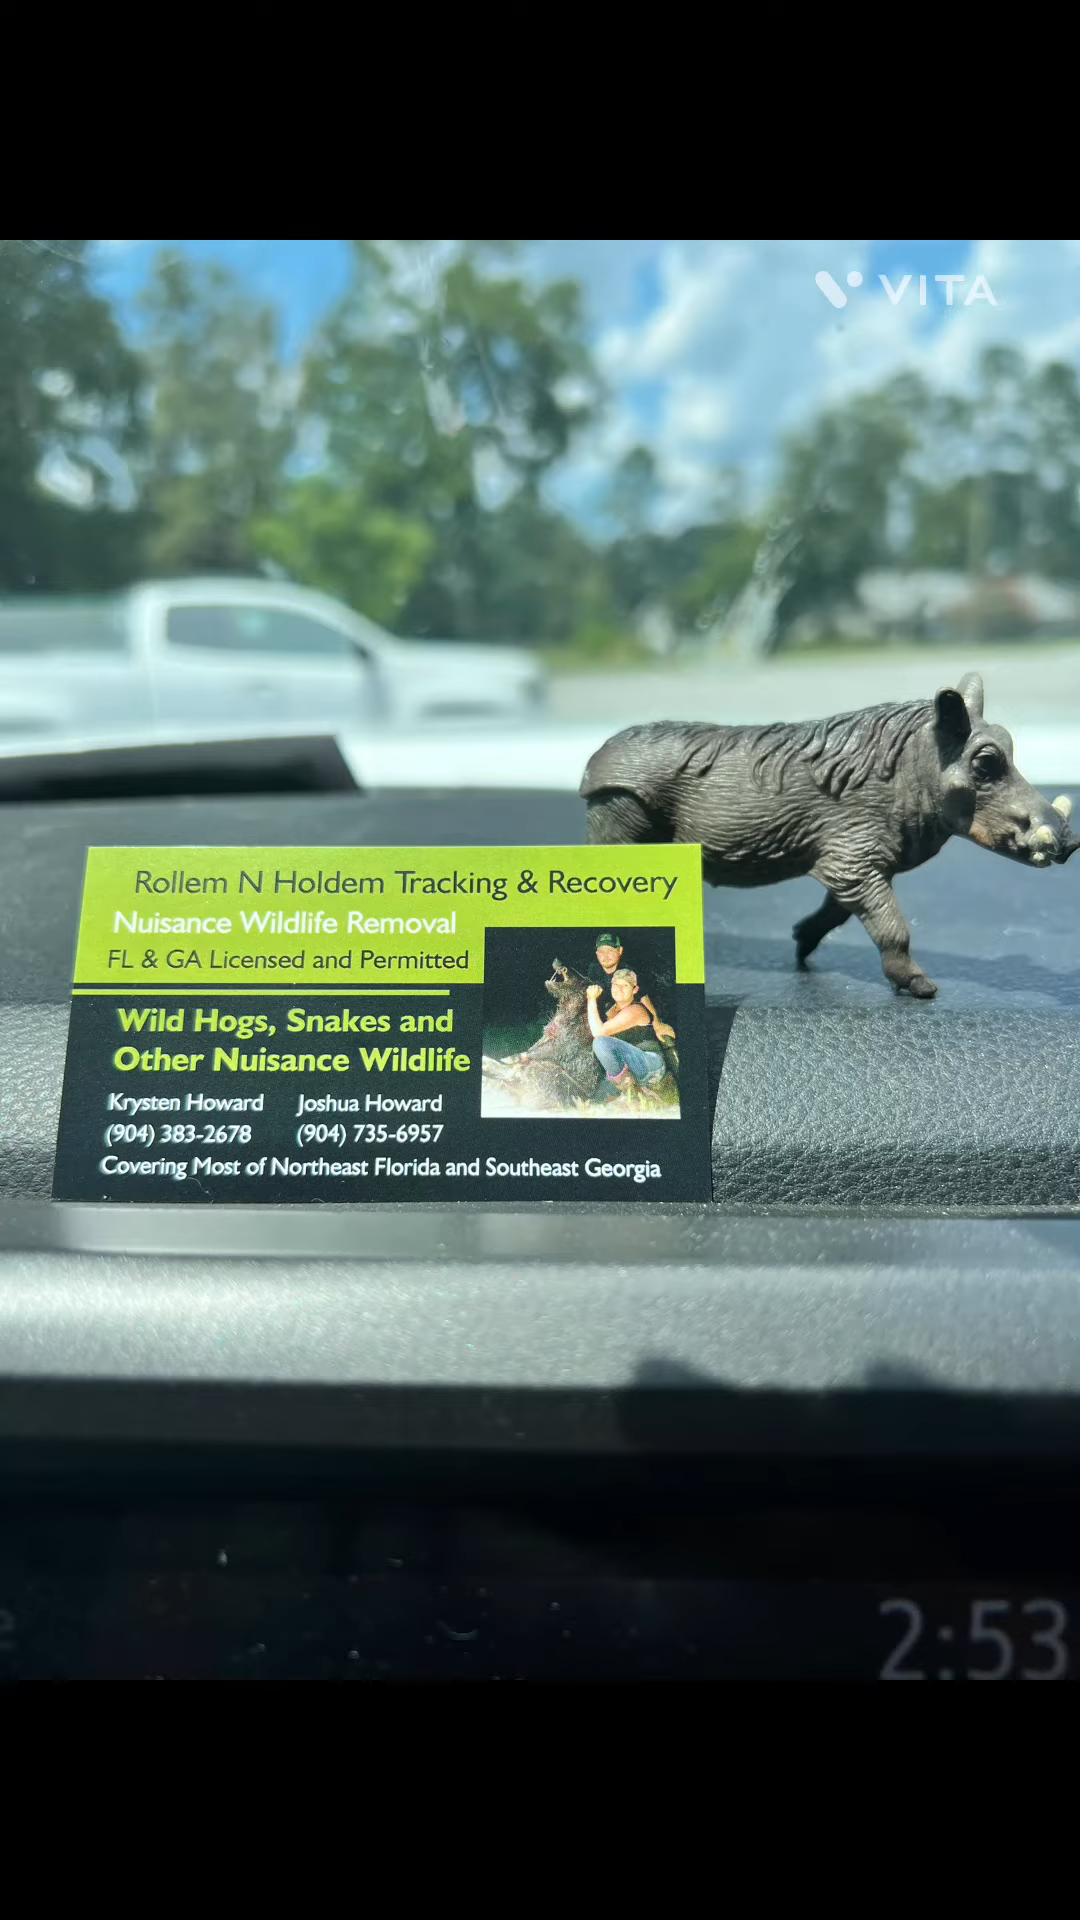 VITA
Rollem N Holdem Tracking & Recovery
Nuisance Wildlife Removal
FL & GA Licensed and Permitted
Wild Hogs, Snakes and
Other Nuisance Wildlife
Krysten Howard Joshua Howard
(904) 383-2678 (904) 735-6957
Covering Most of Northeast Florida and Southeast Georgia
2:53